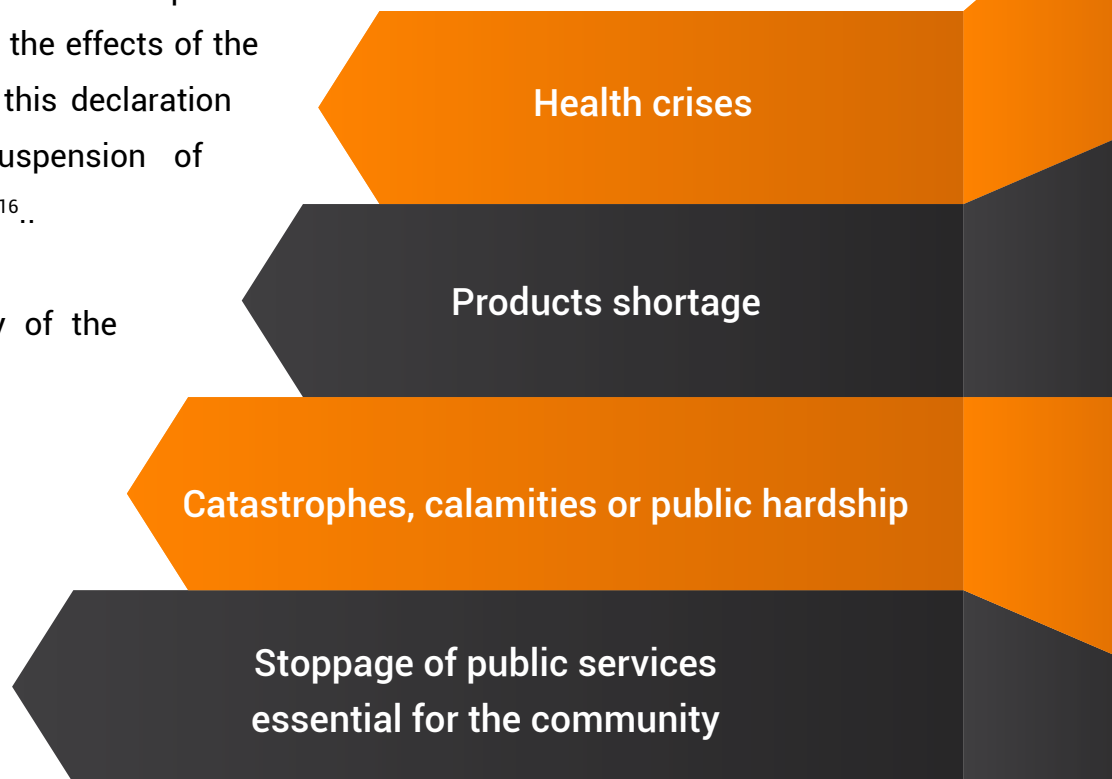 the effects of the
this declaration
uspension of
16..
of the
Health crises
Products shortage
Catastrophes, calamities or public hardship
Stoppage of public services
essential for the community